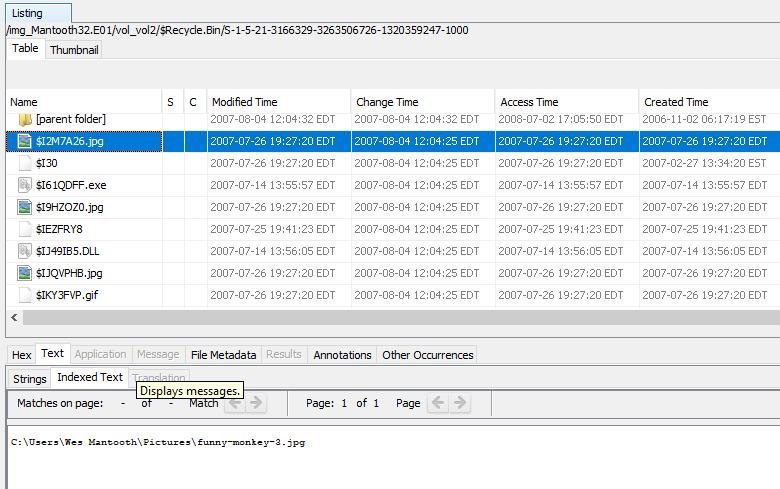 Listing
/img_Mantooth32.E01/vol_vol2/$Recycle.Bin/S-1-5-21-3166329-3263506726-1320359247-1000
Table Thumbnail
Name S C Modified Time Change Time Access Time Created Time
[parent folder] 2007-08-04 12:04:32 EDT 2007-08-04 12:04:32 EDT 2008-07-02 17:05:50 EDT 2006-11-02 06:17:19 EST
$I2M7A26.jpg 2007-07-26 19:27:20 EDT 2007-08-04 12:04:25 EDT 2007-07-26 19:27:20 EDT 2007-07-26 19:27:20 EDT
$I30 2007-07-26 19:27:20 EDT 2007-08-04 12:04:25 EDT 2007-07-26 19:27:20 EDT 2007-02-27 13:34:20 EST
$I61QDFF.exe 2007-07-14 13:55:57 EDT 2007-08-04 12:04:25 EDT 2007-07-14 13:55:57 EDT 2007-07-14 13:55:57 EDT
$I9HZOZ0.jpg 2007-07-26 19:27:20 EDT 2007-08-04 12:04:25 EDT 2007-07-26 19:27:20 EDT 2007-07-26 19:27:20 EDT
$IEZFRY8 2007-07-25 19:41:23 EDT 2007-08-04 12:04:25 EDT 2007-07-25 19:41:23 EDT 2007-07-25 19:41:23 EDT
$IJ49IB5.DLL 2007-07-14 13:56:05 EDT 2007-08-04 12:04:25 EDT 2007-07-14 13:56:05 EDT 2007-07-14 13:56:05 EDT
$IJQVPHB.jpg 2007-07-26 19:27:20 EDT 2007-08-04 12:04:25 EDT 2007-07-26 19:27:20 EDT 2007-07-26 19:27:20 EDT
$IKY3FVP.gif 2007-07-26 19:27:20 EDT 2007-08-04 12:04:25 EDT 2007-07-26 19:27:20 EDT 2007-07-26 19:27:20 EDT
Hex Text Application Message File Metadata Results Annotations Other Occurrences
Strings Indexed Text Translation
Displays messages.
Matches on page: - of - Match Page: 1 of 1 Page
C:\Users\Wes Mantooth\Pictures\funny-monkey-3.jpg